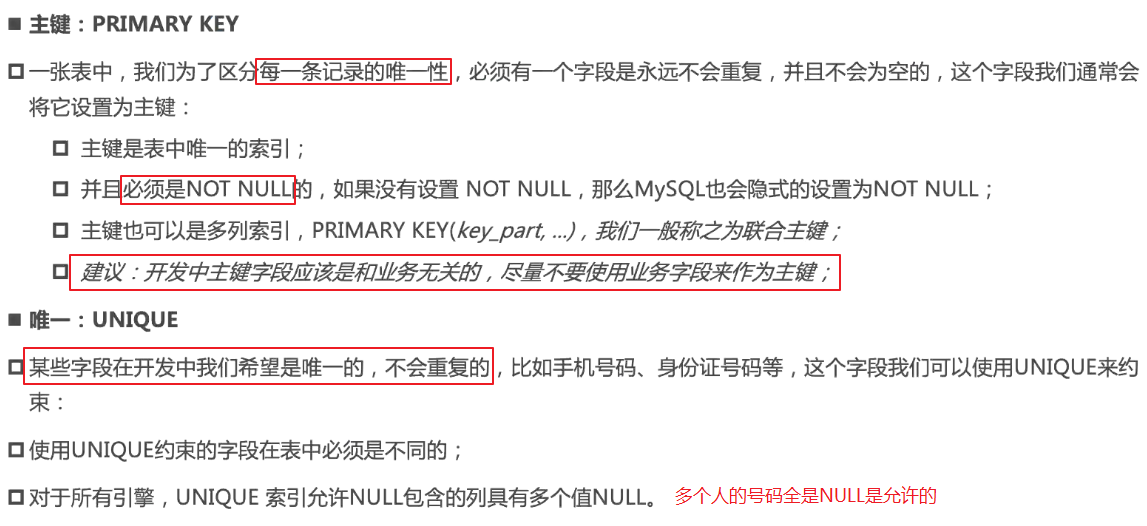 主键：PRIMARY KEY
一张表中，我们为了区分每一条记录的唯一性，必须有一个字段是永远不会重复，并且不会为空的，这个字段我们通常会
将它设置为主键：
主键是表中唯一的索引；
并且必须是NOT NULL的，如果没有设置 NOT NULL，那么MySQL也会隐式的设置为NOT NULL；
主键也可以是多列索引，PRIMARY KEY(key_part, ...)，我们一般称之为联合主键；
建议：开发中主键字段应该是和业务无关的，尽量不要使用业务字段来作为主键；
唯一：UNIQUE
某些字段在开发中我们希望是唯一的，不会重复的，比如手机号码、身份证号码等，这个字段我们可以使用UNIQUE来约
束：
使用UNIQUE约束的字段在表中必须是不同的；
对于所有引擎，UNIQUE 索引允许NULL包含的列具有多个值NULL。 多个人的号码全是NULL是允许的